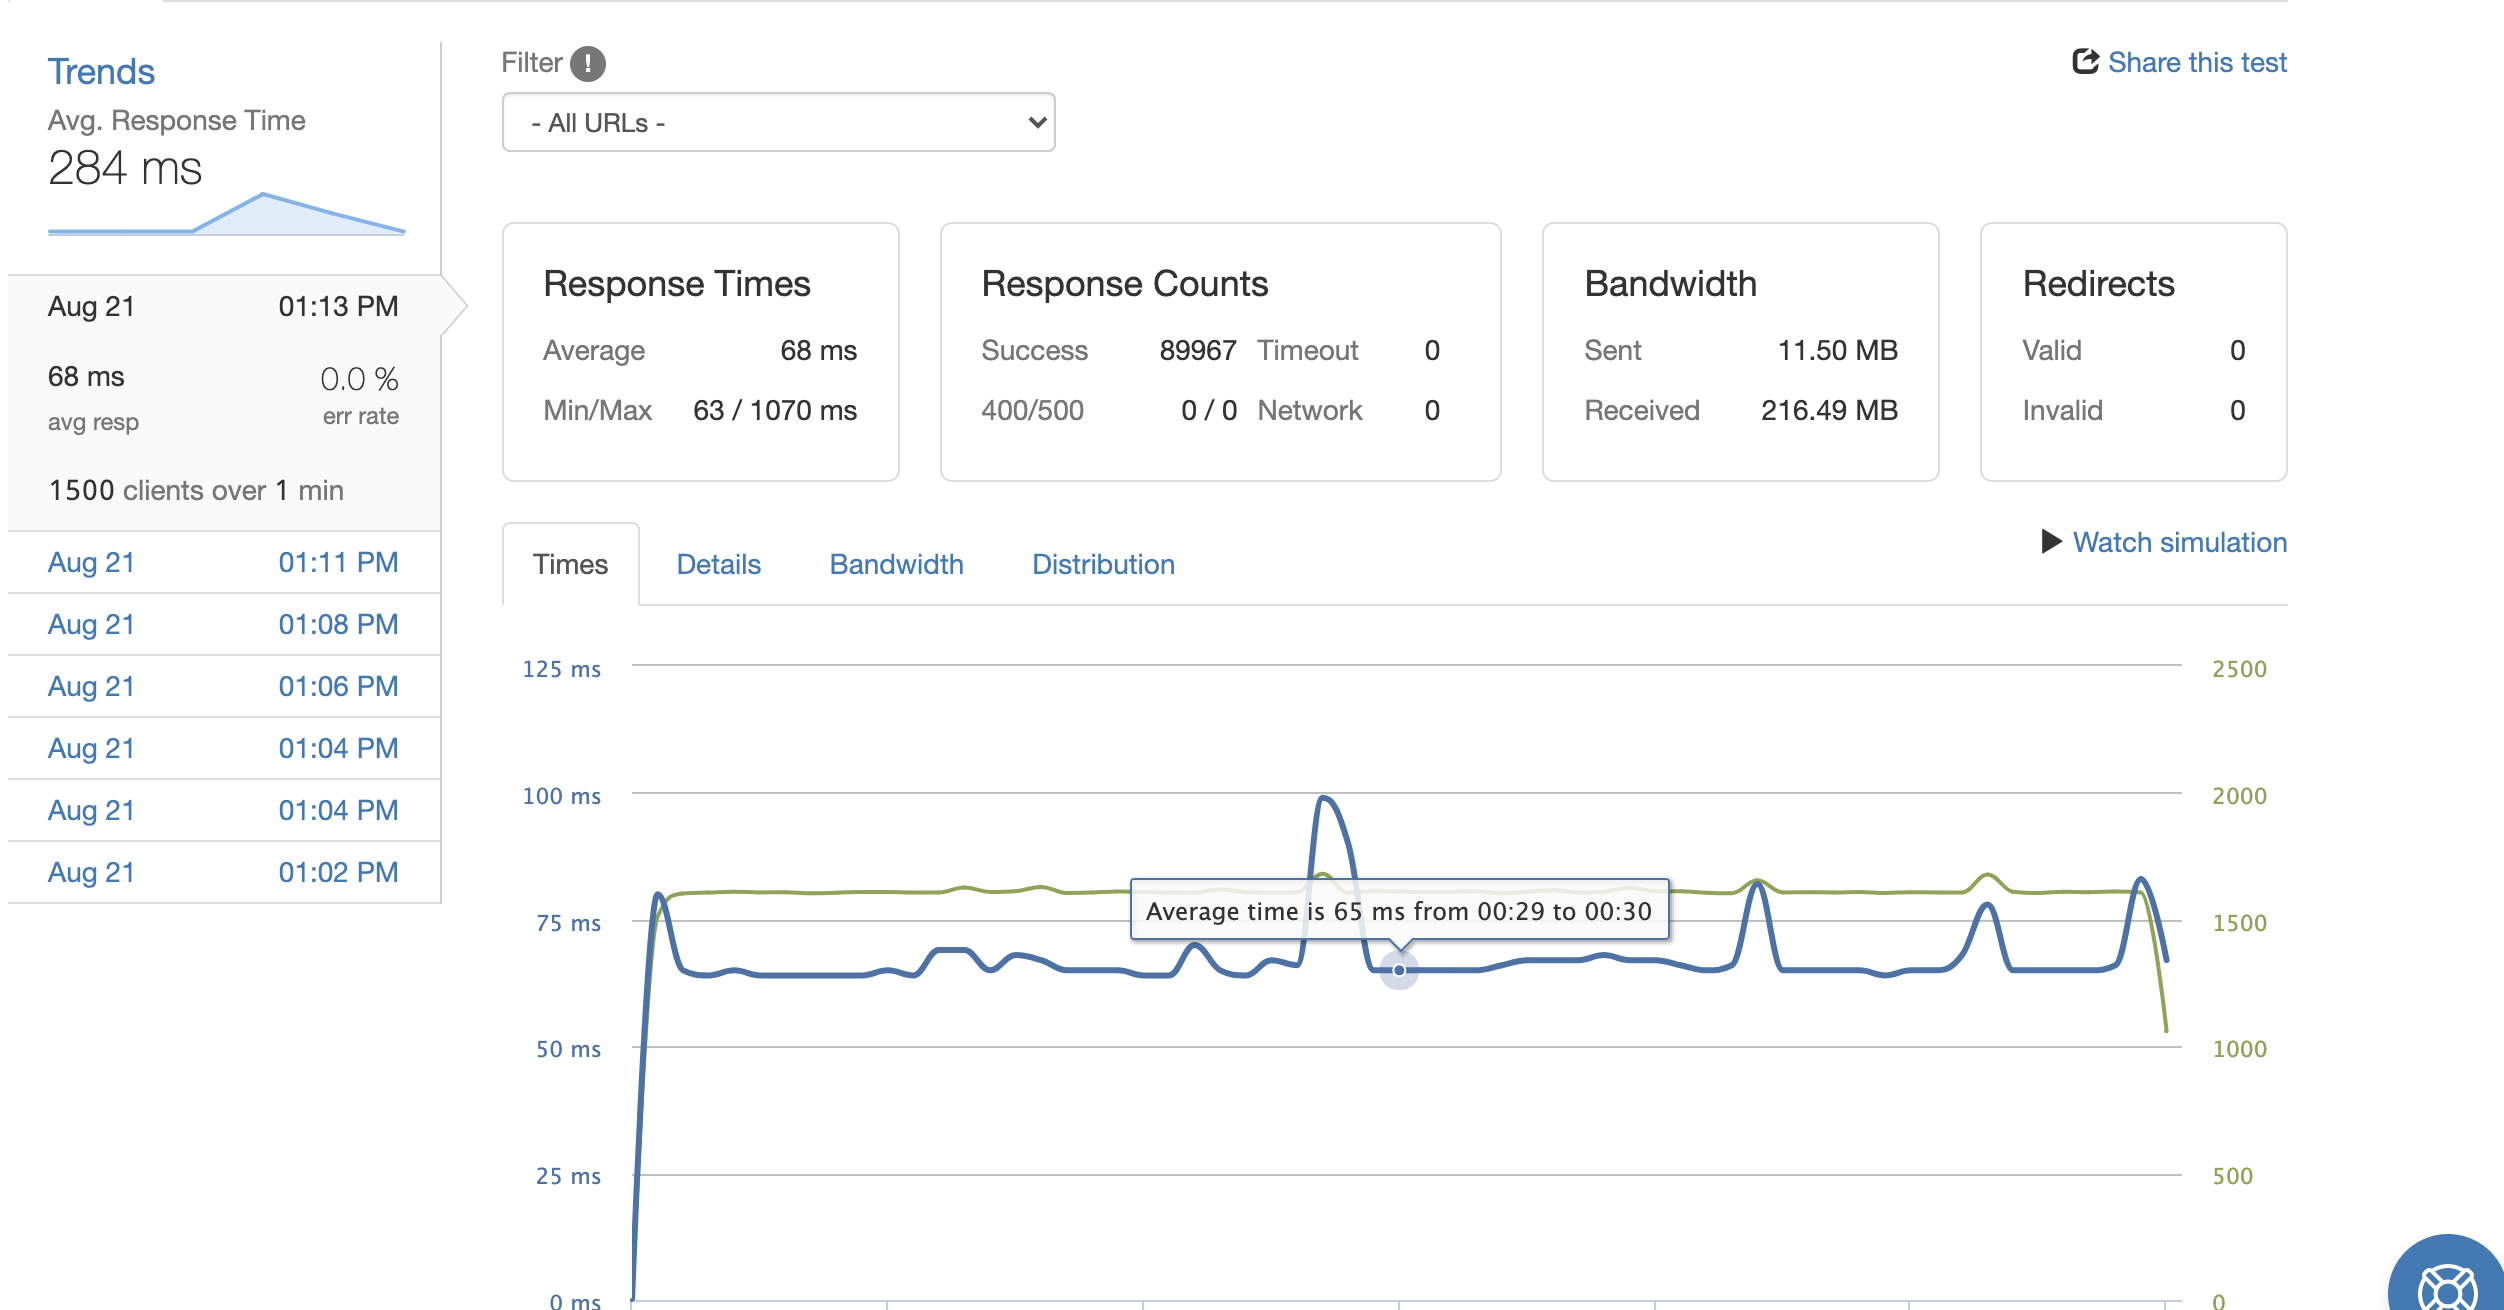 Trends
Avg. Response Time
284 ms
Aug 21 01:13 PM
68 ms 0.0 %
avg resp err rate
1500 clients over 1 min
Aug 21 01:11 PM
Aug 21 01:08 PM
Aug 21 01:06 PM
Aug 21 01:04 PM
Aug 21 01:04 PM
Aug 21 01:02 PM
Filter !
Share this test
- All URLs -
Response Times
Average 68 ms
Min/Max 63 / 1070 ms
Response Counts
Success 89967 Timeout 0
400/500 0 / 0 Network 0
Bandwidth
Sent 11.50 MB
Received 216.49 MB
Redirects
Valid 0
Invalid 0
Watch simulation
Times Details Bandwidth Distribution
125 ms 2500
100 ms 2000
Average time is 65 ms from 00:29 to 00:30
75 ms 1500
50 ms 1000
25 ms 500
0 ms 0